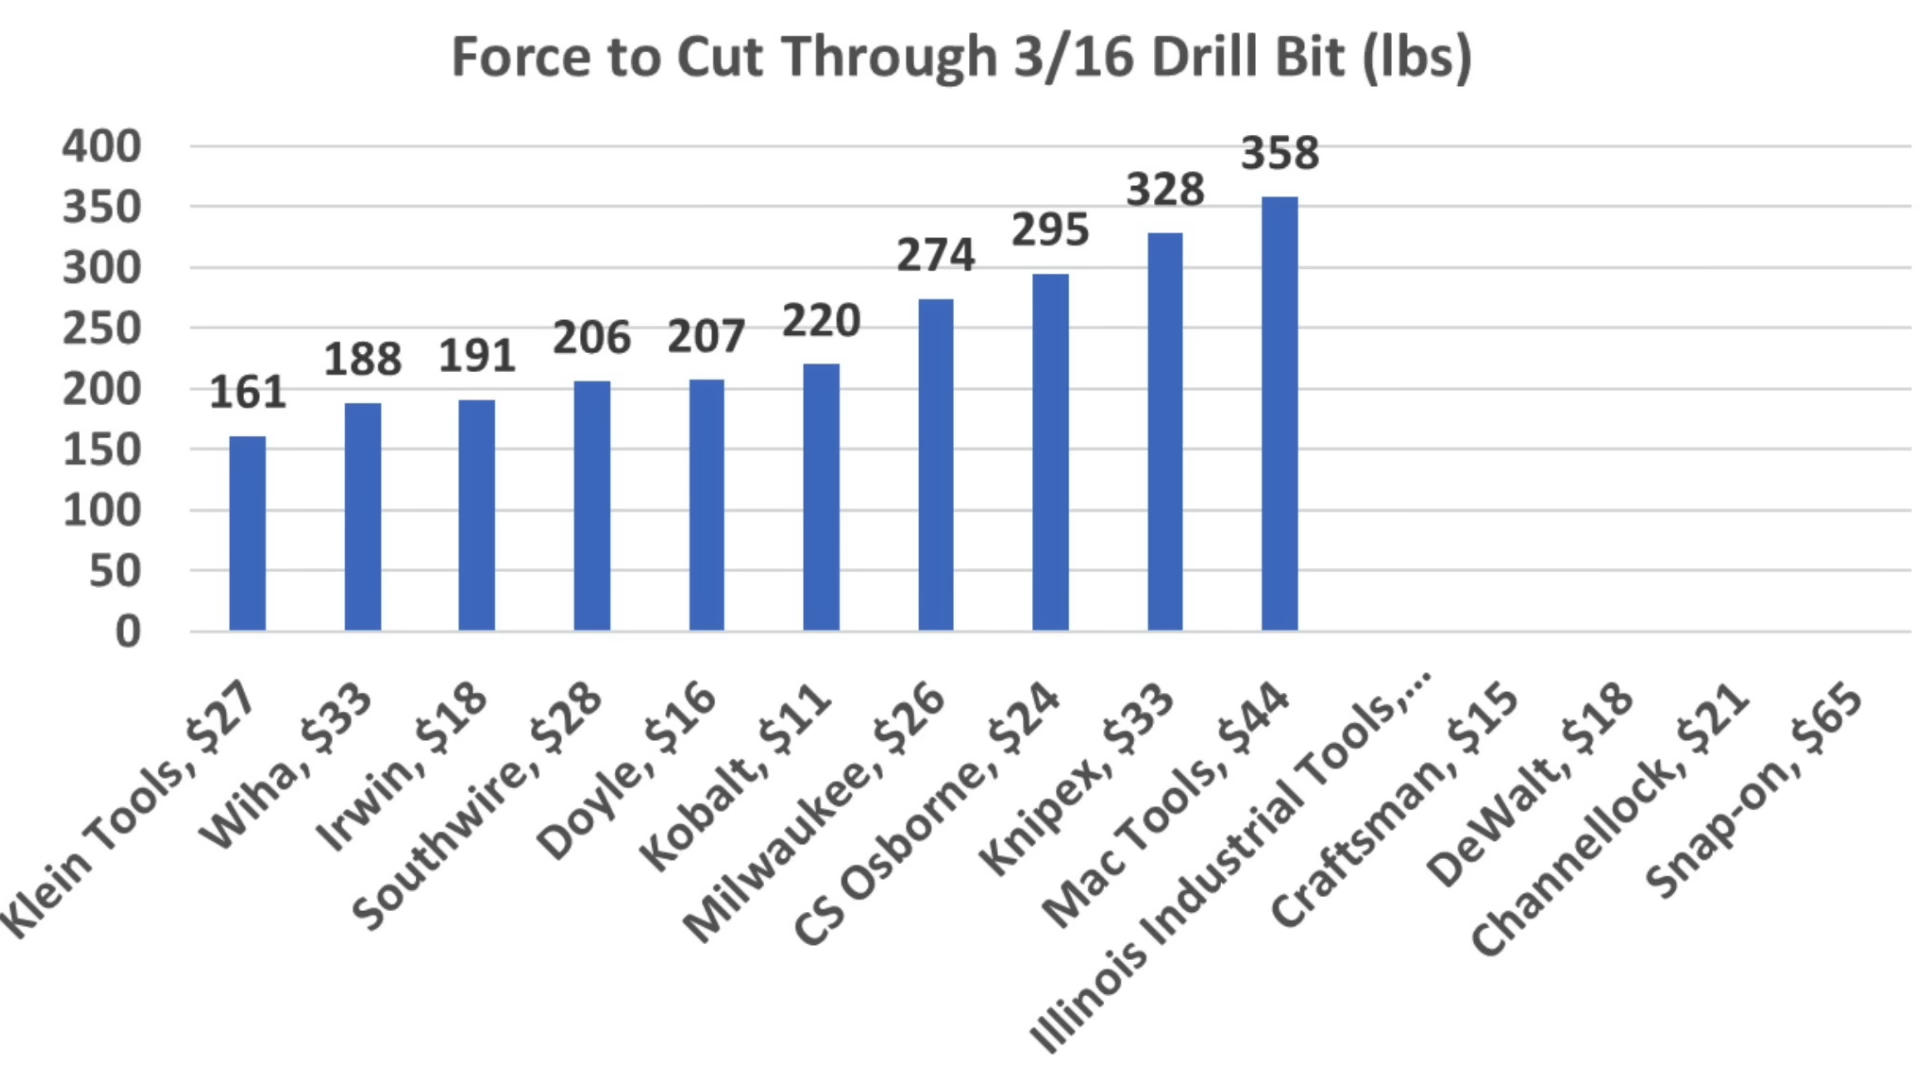 Force to Cut Through 3/16 Drill Bit (lbs)
400
350
300
250
200
150
100
50
0
161
188
191
206
207
220
274
295
328
358
Klein Tools, $27
Wiha, $33
Irwin, $18
Southwire, $28
Doyle, $16
Kobalt, $11
Milwaukee, $26
CS Osborne, $24
Knipex, $33
Mac Tools, $44
Illinois Industrial Tools,...
Craftsman, $15
DeWalt, $18
Channellock, $21
Snap-on, $65